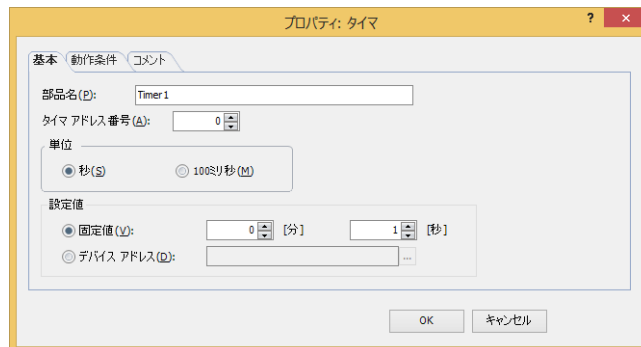 プロパティ: タイマ ? ×
基本 動作条件 コメント
部品名(P): Timer1
タイマ アドレス番号(A): 0
単位
秒(S) 100ミリ秒(M)
設定値
固定値(V): 0 [分] 1 [秒]
デバイス アドレス(D): ...
OK キャンセル